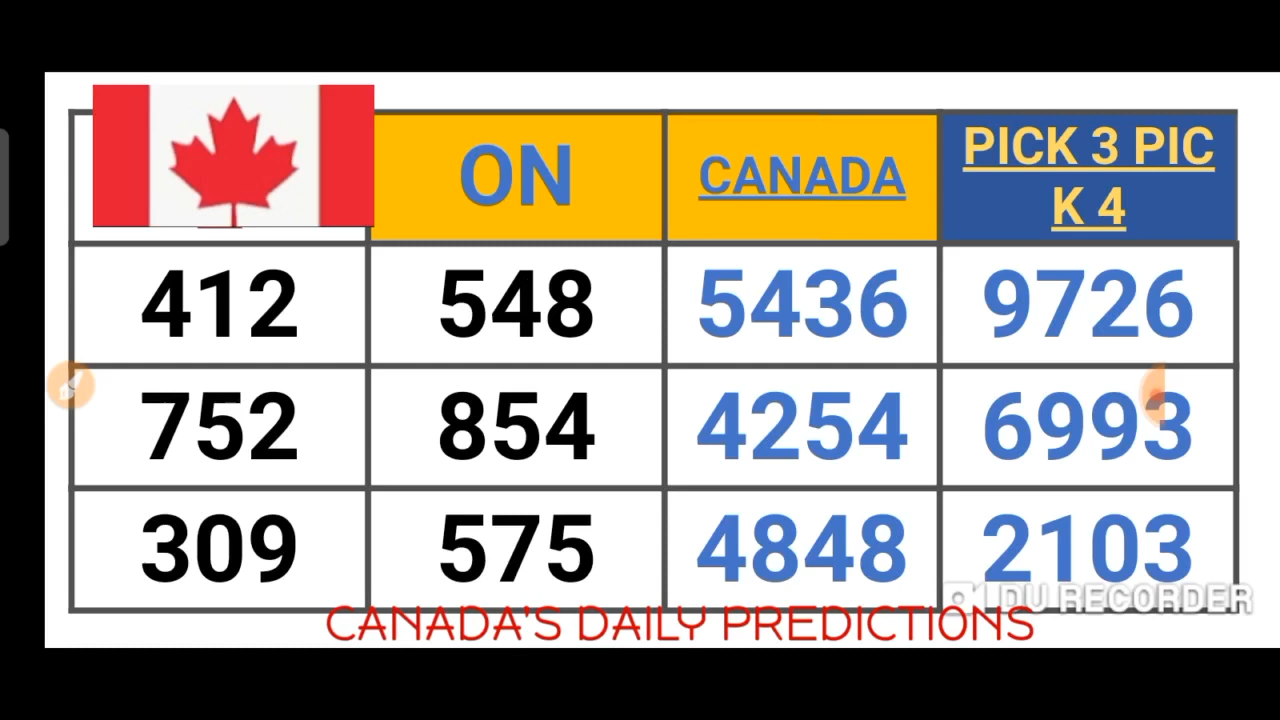 ON CANADA PICK 3 PIC
K 4
412 548 5436 9726
752 854 4254 6993
309 575 4848 2103
DU RECORDER
CANADA'S DAILY PREDICTIONS